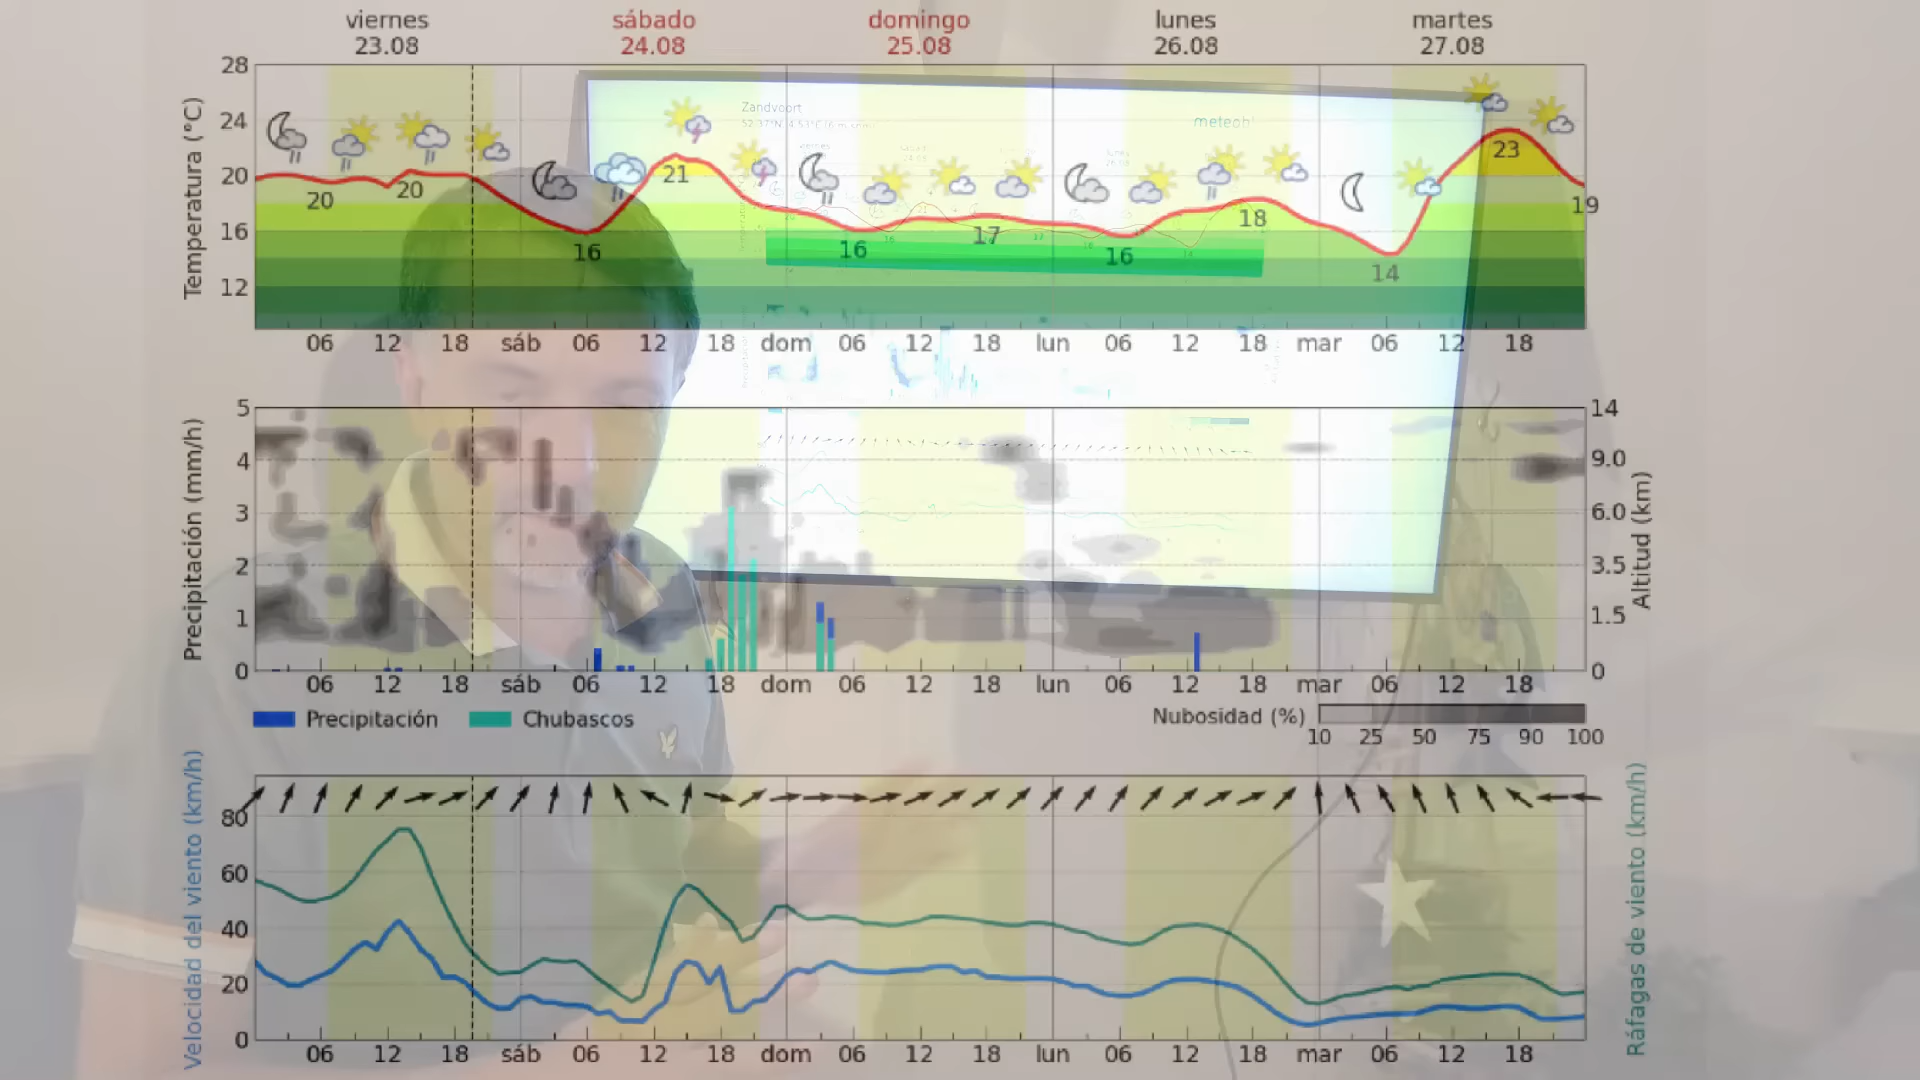 viernes sábado domingo lunes martes
23.08 24.08 25.08 26.08 27.08
Temperatura (°C)
28
24
20
16
12
Zandvoort
meteob
20 20 16 21 16 17 16 18 14 23 19
06 12 18 sáb 06 12 18 dom 06 12 18 lun 06 12 18 mar 06 12 18
Precipitación (mm/h)
5
4
3
2
1
0
14
9.0
6.0
3.5
1.5
0
Altitud (km)
06 12 18 sáb 06 12 18 dom 06 12 18 lun 06 12 18 mar 06 12 18
Precipitación Chubascos Nubosidad (%)
10 25 50 75 90 100
Velocidad del viento (km/h)
80
60
40
20
0
Ráfagas de viento (km/h)
06 12 18 sáb 06 12 18 dom 06 12 18 lun 06 12 18 mar 06 12 18